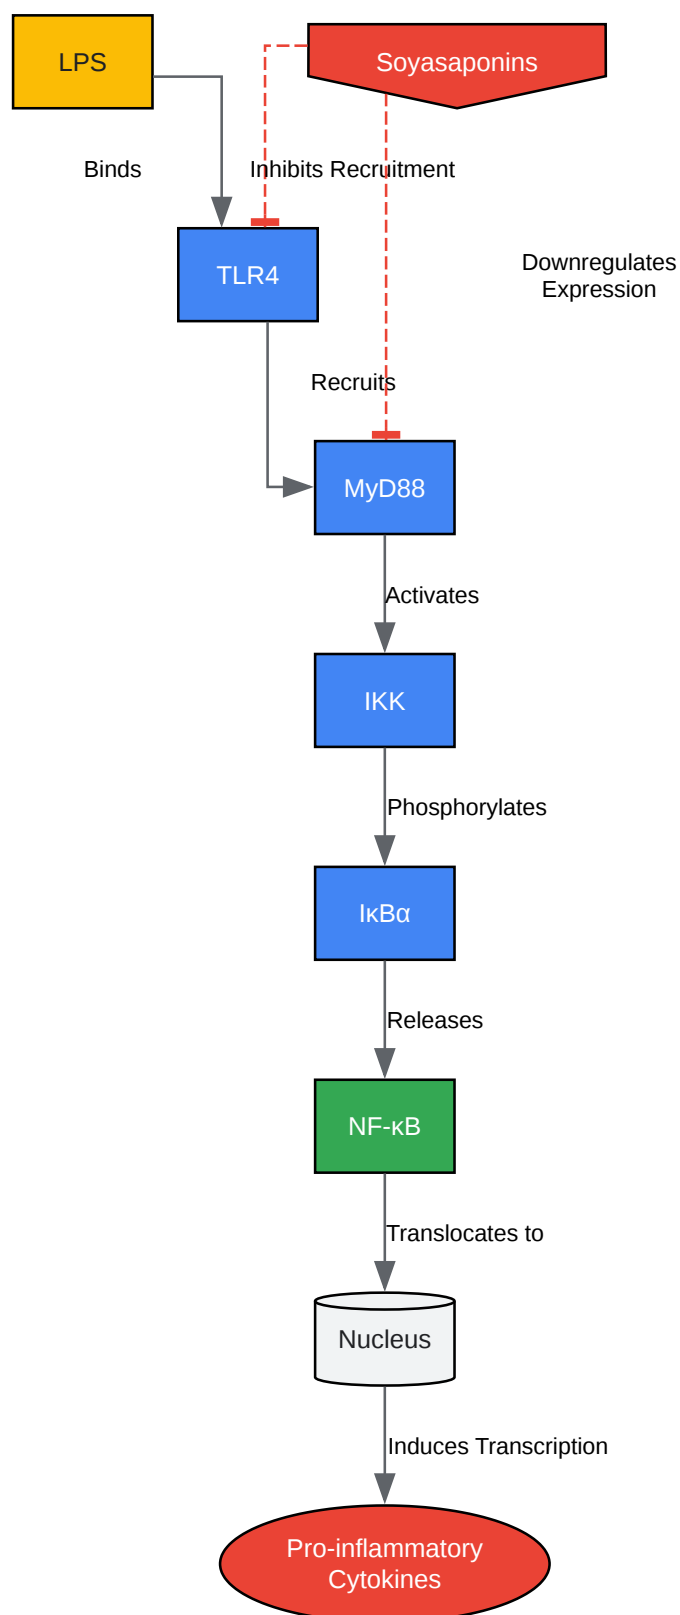 LPS
Soyasaponins
Binds
Inhibits Recruitment
TLR4
Downregulates
Expression
Recruits
MyD88
Activates
IKK
Phosphorylates
IκBα
Releases
NF-κB
Translocates to
Nucleus
Induces Transcription
Pro-inflammatory
Cytokines